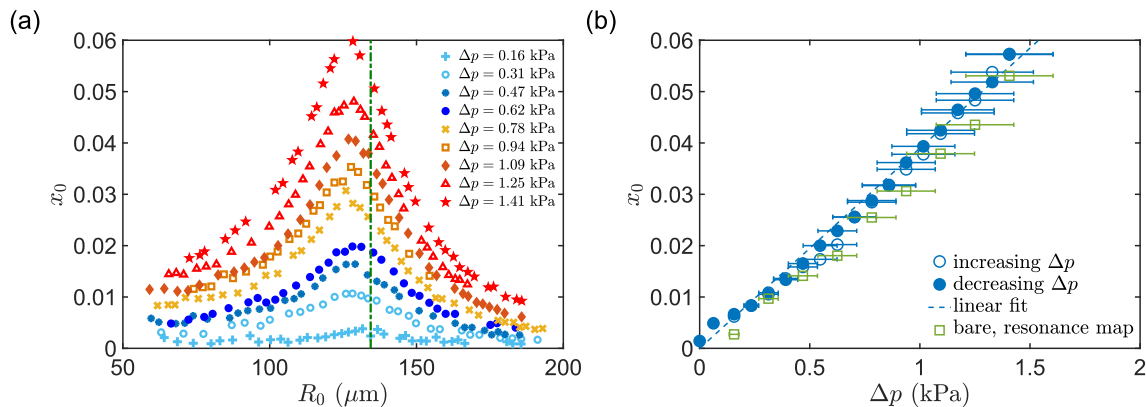 (a)
(b)
0.06
0.05
0.04
0.03
0.02
0.01
0
x₀
50
100
150
200
R₀ (μm)
Δp = 0.16 kPa
Δp = 0.31 kPa
Δp = 0.47 kPa
Δp = 0.62 kPa
Δp = 0.78 kPa
Δp = 0.94 kPa
Δp = 1.09 kPa
Δp = 1.25 kPa
Δp = 1.41 kPa
0.06
0.05
0.04
0.03
0.02
0.01
0
x₀
0
0.5
1
1.5
2
Δp (kPa)
increasing Δp
decreasing Δp
linear fit
bare, resonance map